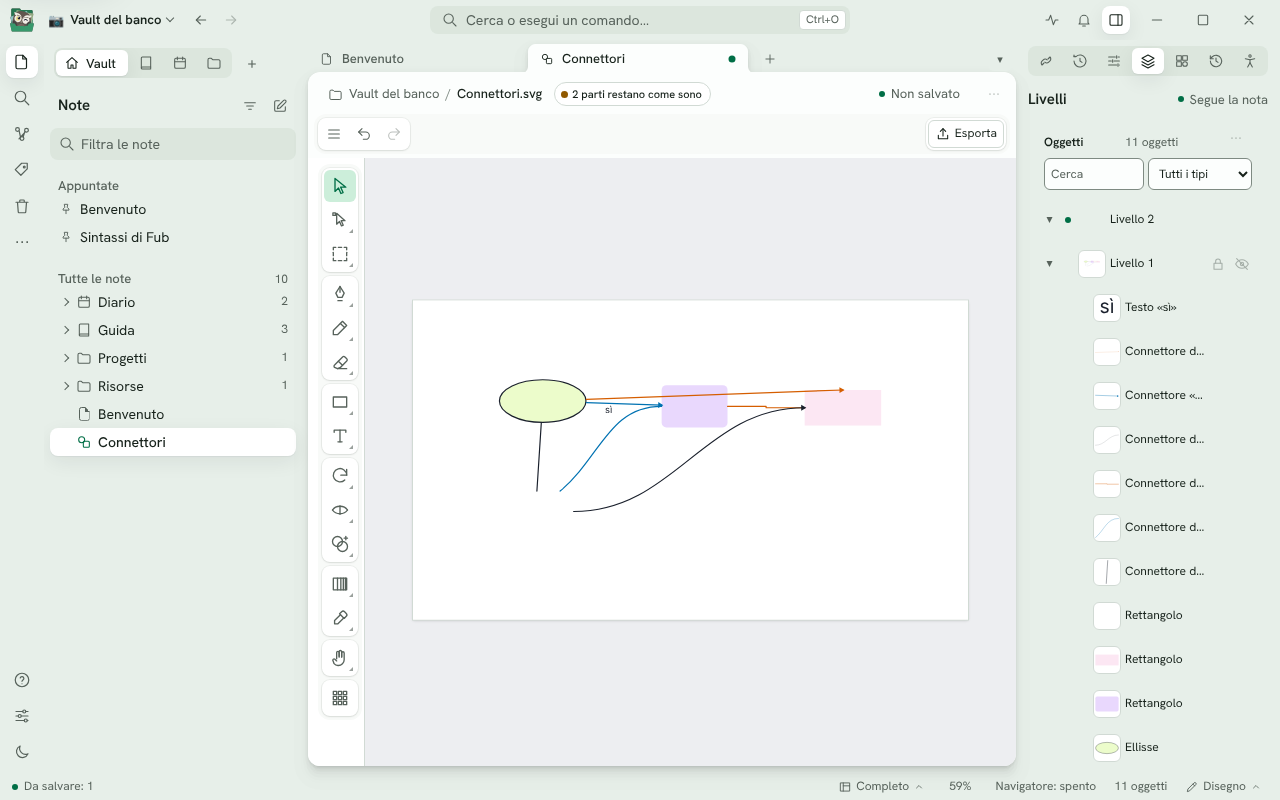 Vault del banco
Cerca o esegui un comando...
Ctrl+O
Vault
Benvenuto
Connettori
Note
Filtra le note
Appuntate
Benvenuto
Sintassi di Fub
Tutte le note 10
Diario 2
Guida 3
Progetti 1
Risorse 1
Benvenuto
Connettori
Vault del banco / Connettori.svg
2 parti restano come sono
Non salvato
Esporta
sì
Livelli
Segue la nota
Oggetti
11 oggetti
Cerca
Tutti i tipi
Livello 2
Livello 1
sì Testo «sì»
Connettore d...
Connettore «...
Connettore d...
Connettore d...
Connettore d...
Connettore d...
Rettangolo
Rettangolo
Rettangolo
Ellisse
Da salvare: 1
Completo
59%
Navigatore: spento
11 oggetti
Disegno